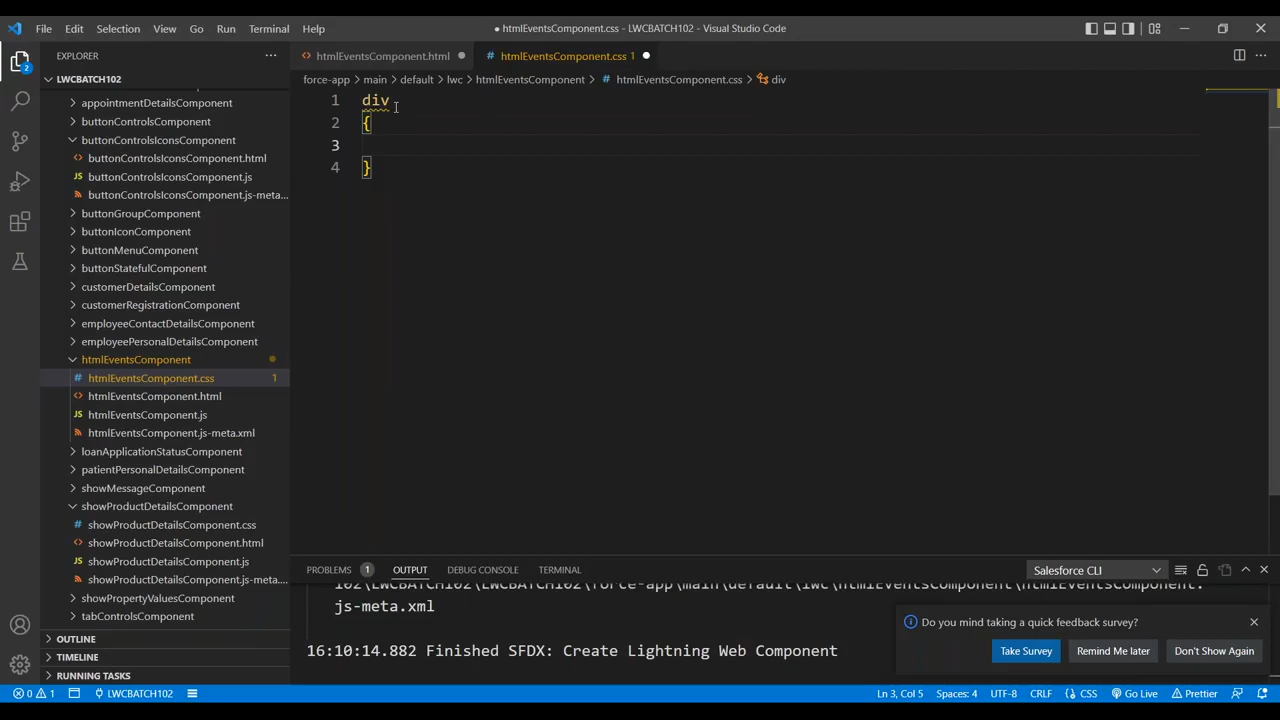 File Edit Selection View Go Run Terminal Help
● htmlEventsComponent.css - LWCBATCH102 - Visual Studio Code
EXPLORER
LWCBATCH102
appointmentDetailsComponent
buttonControlsComponent
buttonControlsIconsComponent
buttonControlsIconsComponent.html
JS buttonControlsIconsComponent.js
buttonControlsIconsComponent.js-meta...
buttonGroupComponent
buttonIconComponent
buttonMenuComponent
buttonStatefulComponent
customerDetailsComponent
customerRegistrationComponent
employeeContactDetailsComponent
employeePersonalDetailsComponent
htmlEventsComponent
# htmlEventsComponent.css 1
htmlEventsComponent.html
JS htmlEventsComponent.js
htmlEventsComponent.js-meta.xml
loanApplicationStatusComponent
patientPersonalDetailsComponent
showMessageComponent
showProductDetailsComponent
# showProductDetailsComponent.css
showProductDetailsComponent.html
JS showProductDetailsComponent.js
showProductDetailsComponent.js-meta....
showPropertyValuesComponent
tabControlsComponent
OUTLINE
TIMELINE
RUNNING TASKS
2
<> htmlEventsComponent.html ● # htmlEventsComponent.css 1 ●
force-app > main > default > lwc > htmlEventsComponent > # htmlEventsComponent.css > div
1 div
2 {
3
4 }
PROBLEMS 1 OUTPUT DEBUG CONSOLE TERMINAL Salesforce CLI
102\LWCBATCH102\force-app\main\default\lwc\htmlEventsComponent\htmlEventsComponent.
js-meta.xml
16:10:14.882 Finished SFDX: Create Lightning Web Component
Do you mind taking a quick feedback survey?
Take Survey Remind Me later Don't Show Again
0 1 LWCBATCH102 Ln 3, Col 5 Spaces: 4 UTF-8 CRLF CSS Go Live Prettier